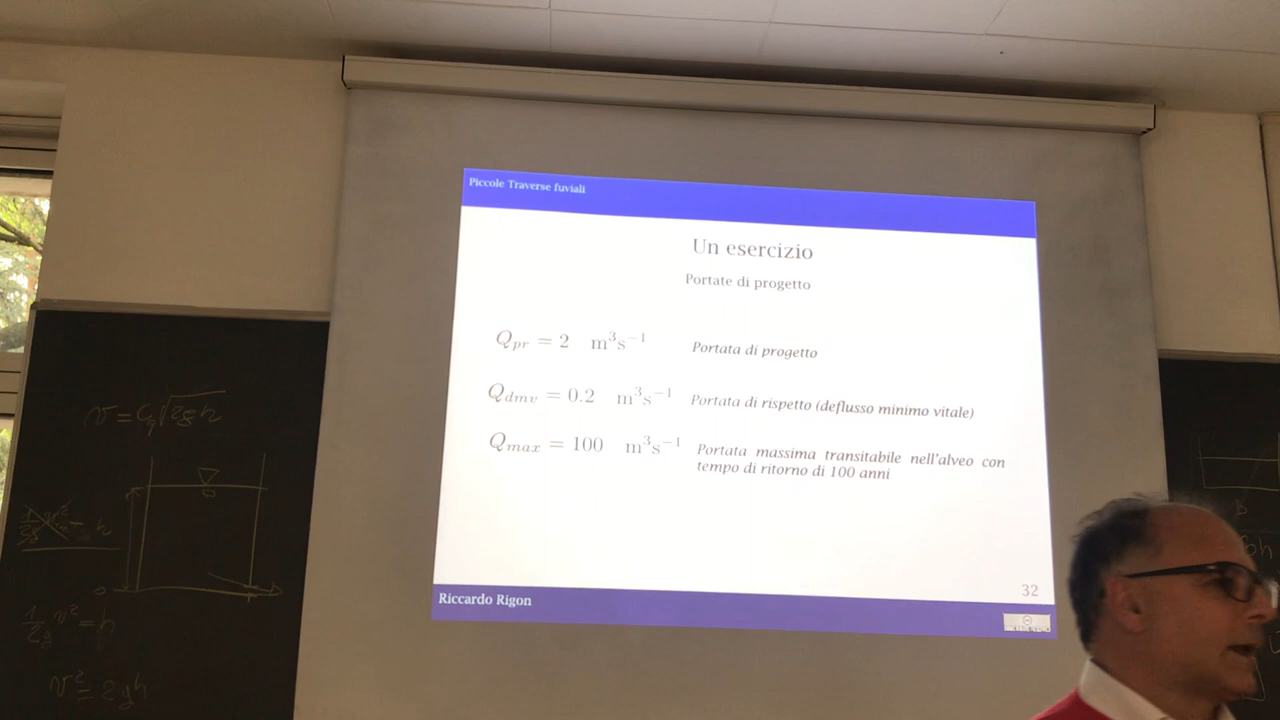 Piccole Traverse fuviali
Un esercizio
Portate di progetto
Q_pr = 2 m³s⁻¹ Portata di progetto
Q_dmv = 0.2 m³s⁻¹ Portata di rispetto (deflusso minimo vitale)
Q_max = 100 m³s⁻¹ Portata massima transitabile nell'alveo con
tempo di ritorno di 100 anni
32
Riccardo Rigon
h
0
v² = 2gh